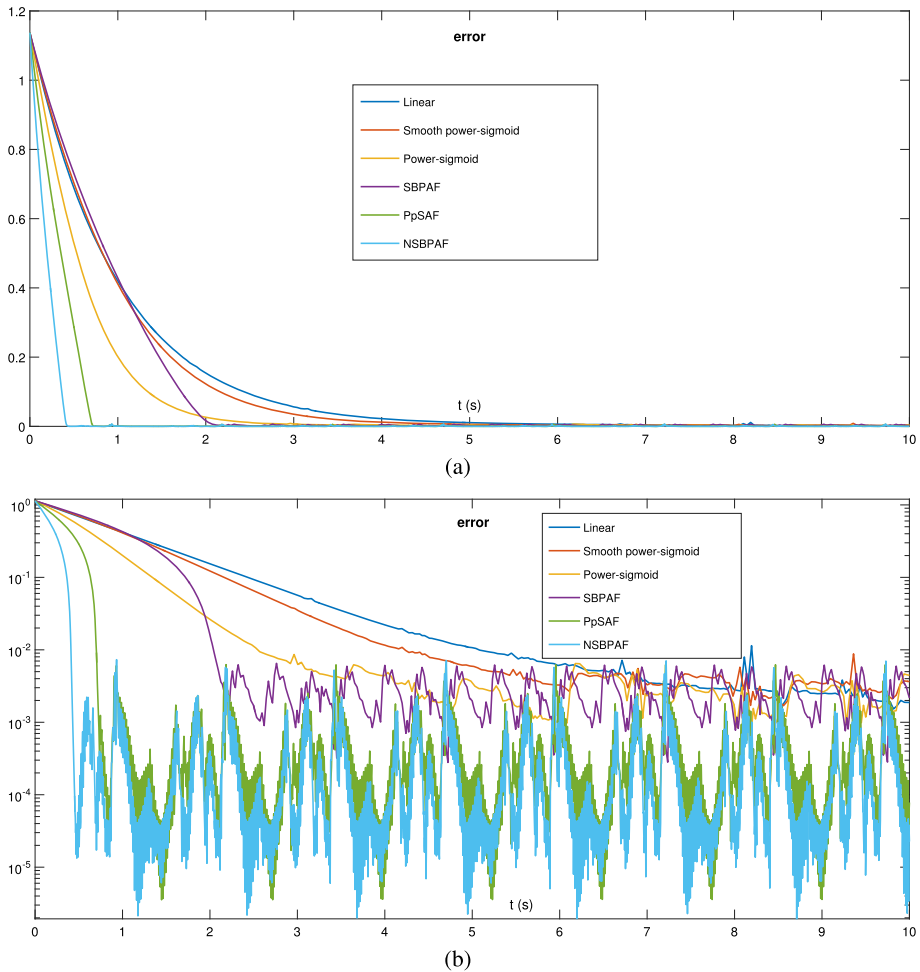 1.2
error
1
Linear
Smooth power-sigmoid
0.8
Power-sigmoid
SBPAF
0.6
PpSAF
NSBPAF
0.4
0.2
t (s)
0
0 1 2 3 4 5 6 7 8 9 10
(a)
10^0
error
Linear
Smooth power-sigmoid
10^-1
Power-sigmoid
SBPAF
PpSAF
10^-2
NSBPAF
10^-3
10^-4
10^-5
t (s)
0 1 2 3 4 5 6 7 8 9 10
(b)